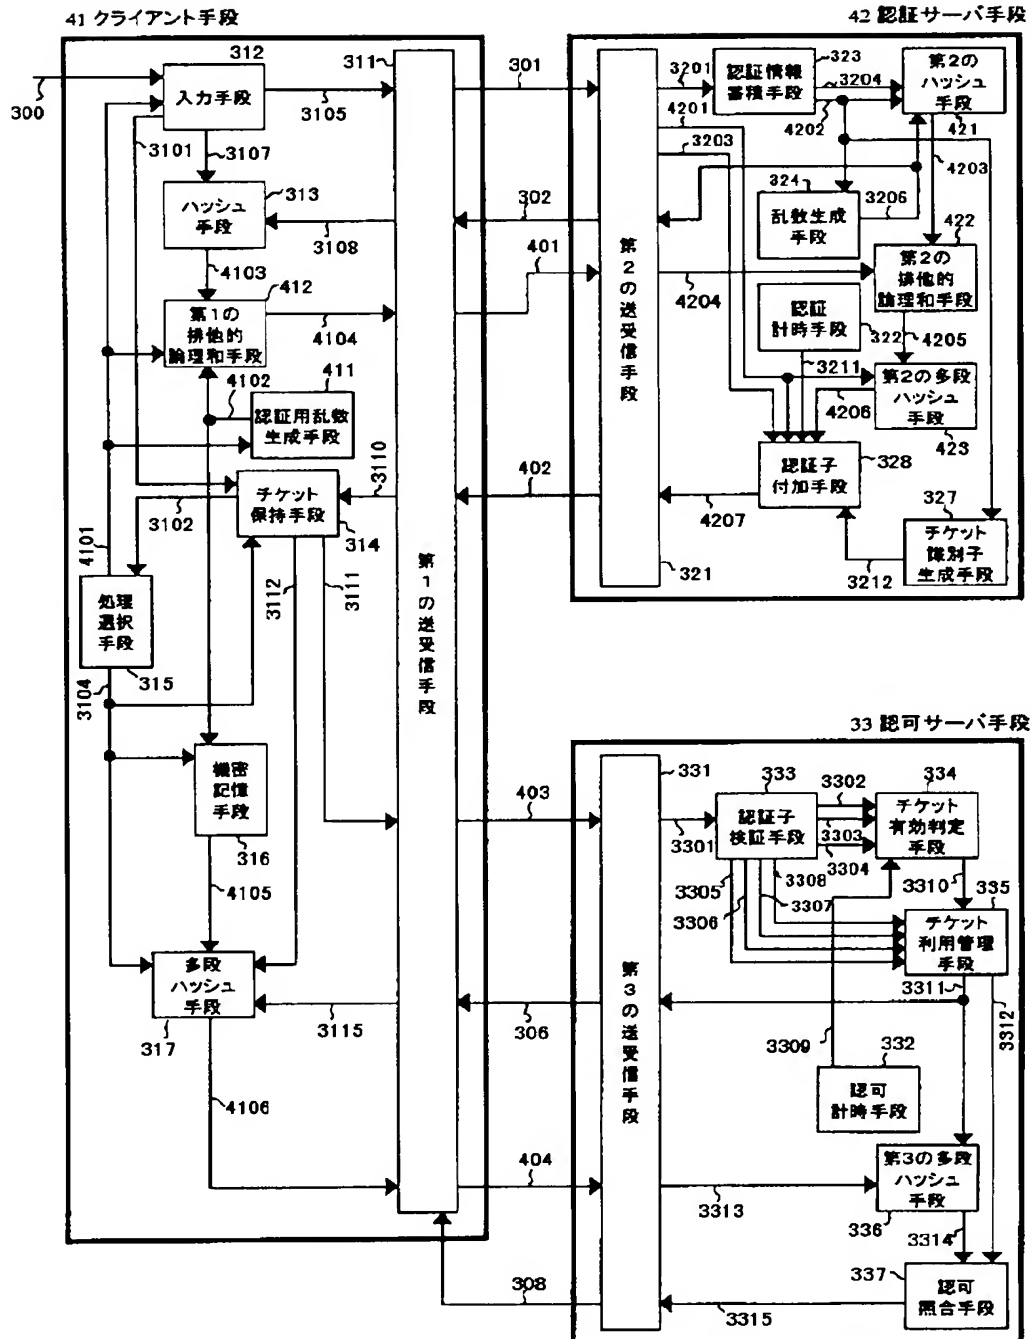 41 クライアント手段
42 認証サーバ手段
312
311
300
入力手段
3105
301
3101
3107
313
ハッシュ
手段
302
3108
401
4103
412
第1の
排他的
論理和手段
4104
4102
411
認証用乱数
生成手段
3110
402
チケット
保持手段
3102
314
4101
3112
3111
処理
選択
手段
315
3104
第1の送受信手段
機密
記憶
手段
316
4105
403
多段
ハッシュ
手段
317
3115
306
4106
404
308
3201
認証情報
蓄積手段
323
3204
第2の
ハッシュ
手段
4201
4202
421
3203
4203
324
3206
乱数生成
手段
422
第2の
排他的
論理和手段
第2の送受信手段
4204
認証
計時手段
322
4205
3211
第2の多段
ハッシュ
手段
4206
423
認証子
付加手段
328
327
4207
チケット
識別子
生成手段
321
3212
33 認可サーバ手段
331
333
3302
334
認証子
検証手段
チケット
有効判定
手段
3301
3303
3304
3305
3308
3310
335
3306
3307
チケット
利用管理
手段
3311
第3の送受信手段
3312
3309
332
認可
計時手段
第3の多段
ハッシュ
手段
3313
336
3314
337
認可
照合手段
3315